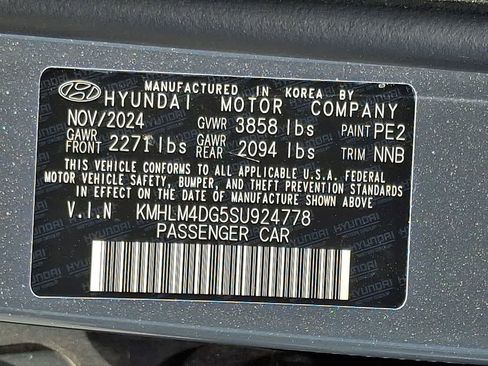 MANUFACTURED IN KOREA BY
HYUNDAI MOTOR COMPANY
NOV/2024 GVWR 3858 lbs PAINT PE2
GAWR FRONT 2271 lbs GAWR REAR 2094 lbs TRIM NNB
THIS VEHICLE CONFORMS TO ALL APPLICABLE U.S.A. FEDERAL
MOTOR VEHICLE SAFETY, BUMPER, AND THEFT PREVENTION STANDARDS
IN EFFECT ON THE DATE OF MANUFACTURE SHOWN ABOVE
V.I.N KMHLM4DG5SU924778
PASSENGER CAR